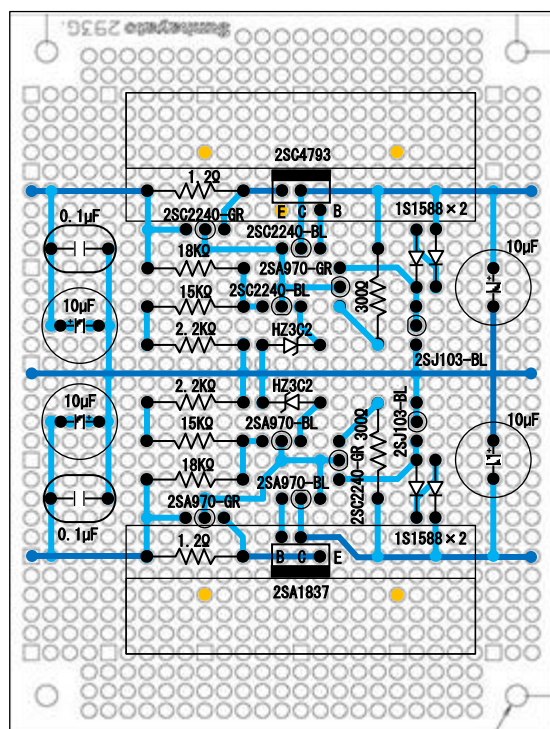 Sunhayato 293G.
2SC4793
1.2Ω
E C B
2SC2240-GR
1S1588×2
0.1μF
2SC2240-BL
18KΩ
2SA970-GR
10μF
2SC2240-BL
15KΩ
10μF
300Ω
HZ3C2
2.2KΩ
2SJ103-BL
HZ3C2
2.2KΩ
2SJ103-BL
10μF
300Ω
2SA970-BL
15KΩ
10μF
18KΩ
2SC2240-GR
2SA970-BL
2SA970-GR
0.1μF
1.2Ω
1S1588×2
B C E
2SA1837